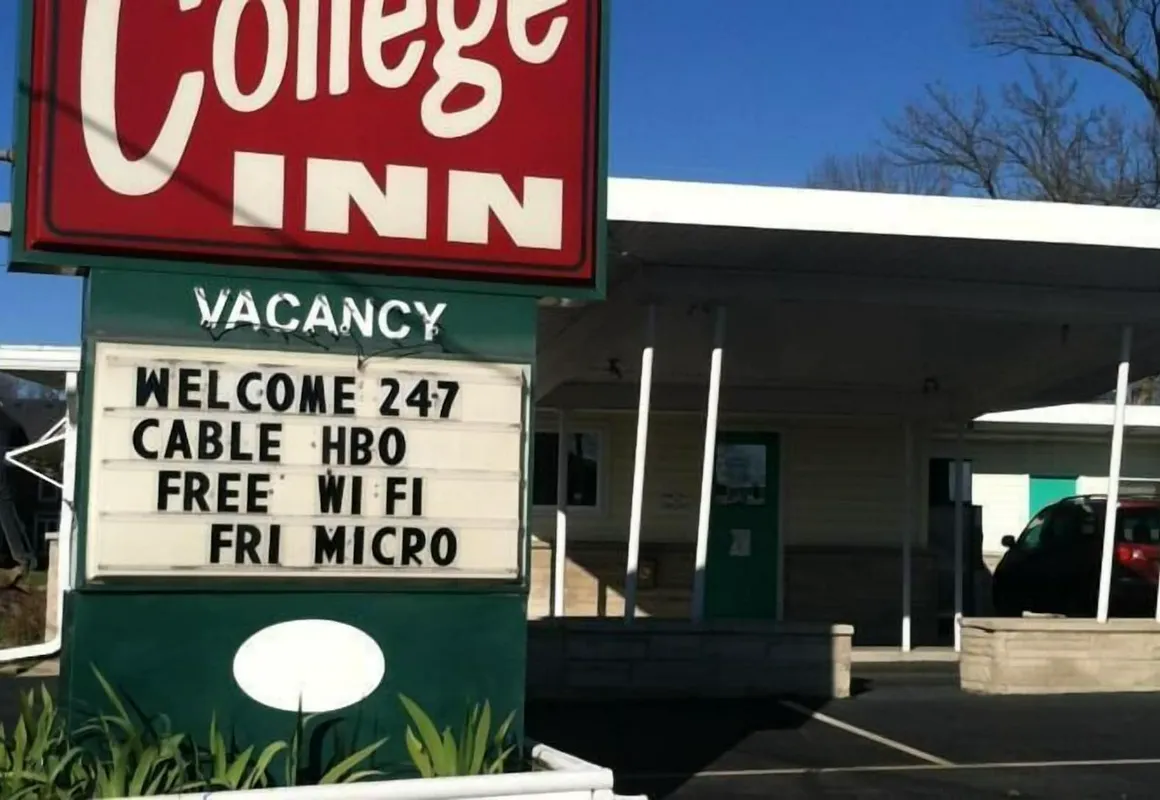 College
INN
VACANCY
WELCOME 247
CABLE HBO
FREE WI FI
FRI MICRO